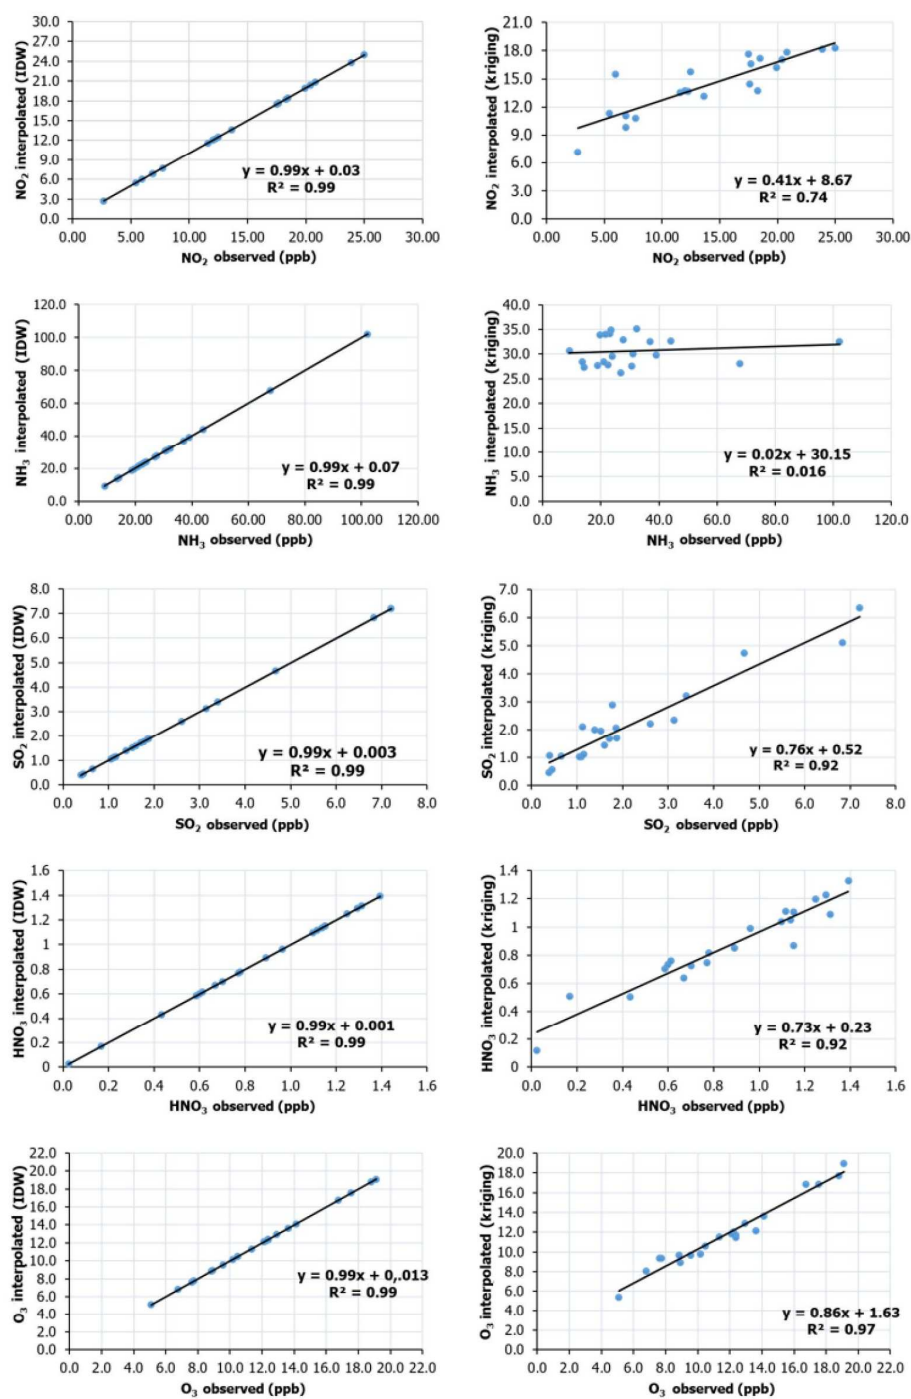 NO₂ interpolated (IDW)
30.0
27.0
24.0
21.0
18.0
15.0
12.0
9.0
6.0
3.0
0.0
y = 0.99x + 0.03
R² = 0.99
0.00 5.00 10.00 15.00 20.00 25.00 30.00
NO₂ observed (ppb)
NO₂ interpolated (kriging)
21.0
18.0
15.0
12.0
9.0
6.0
3.0
0.0
y = 0.41x + 8.67
R² = 0.74
0.00 5.00 10.00 15.00 20.00 25.00 30.00
NO₂ observed (ppb)
NH₃ interpolated (IDW)
120.0
100.0
80.0
60.0
40.0
20.0
0.0
y = 0.99x + 0.07
R² = 0.99
0.00 20.00 40.00 60.00 80.00 100.00 120.00
NH₃ observed (ppb)
NH₃ interpolated (kriging)
40.0
35.0
30.0
25.0
20.0
15.0
10.0
5.0
0.0
y = 0.02x + 30.15
R² = 0.016
0.0 20.0 40.0 60.0 80.0 100.0 120.0
NH₃ observed (ppb)
SO₂ interpolated (IDW)
8.0
7.0
6.0
5.0
4.0
3.0
2.0
1.0
0.0
y = 0.99x + 0.003
R² = 0.99
0.0 1.0 2.0 3.0 4.0 5.0 6.0 7.0 8.0
SO₂ observed (ppb)
SO₂ interpolated (kriging)
7.0
6.0
5.0
4.0
3.0
2.0
1.0
0.0
y = 0.76x + 0.52
R² = 0.92
0.0 1.0 2.0 3.0 4.0 5.0 6.0 7.0 8.0
SO₂ observed (ppb)
HNO₃ interpolated (IDW)
1.6
1.4
1.2
1
0.8
0.6
0.4
0.2
0
y = 0.99x + 0.001
R² = 0.99
0.0 0.2 0.4 0.6 0.8 1.0 1.2 1.4 1.6
HNO₃ observed (ppb)
HNO₃ interpolated (kriging)
1.4
1.2
1
0.8
0.6
0.4
0.2
0
y = 0.73x + 0.23
R² = 0.92
0.0 0.2 0.4 0.6 0.8 1.0 1.2 1.4 1.6
HNO₃ observed (ppb)
O₃ interpolated (IDW)
22.0
20.0
18.0
16.0
14.0
12.0
10.0
8.0
6.0
4.0
2.0
0.0
y = 0.99x + 0,.013
R² = 0.99
0.0 2.0 4.0 6.0 8.0 10.0 12.0 14.0 16.0 18.0 20.0 22.0
O₃ observed (ppb)
O₃ interpolated (kriging)
20.0
18.0
16.0
14.0
12.0
10.0
8.0
6.0
4.0
2.0
0.0
y = 0.86x + 1.63
R² = 0.97
0.0 2.0 4.0 6.0 8.0 10.0 12.0 14.0 16.0 18.0 20.0 22.0
O₃ observed (ppb)